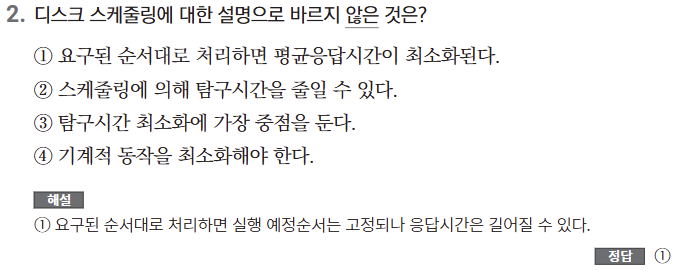 2. 디스크 스케줄링에 대한 설명으로 바르지 않은 것은?
① 요구된 순서대로 처리하면 평균응답시간이 최소화된다.
② 스케줄링에 의해 탐구시간을 줄일 수 있다.
③ 탐구시간 최소화에 가장 중점을 둔다.
④ 기계적 동작을 최소화해야 한다.
해설
① 요구된 순서대로 처리하면 실행 예정순서는 고정되나 응답시간은 길어질 수 있다.
정답 ①